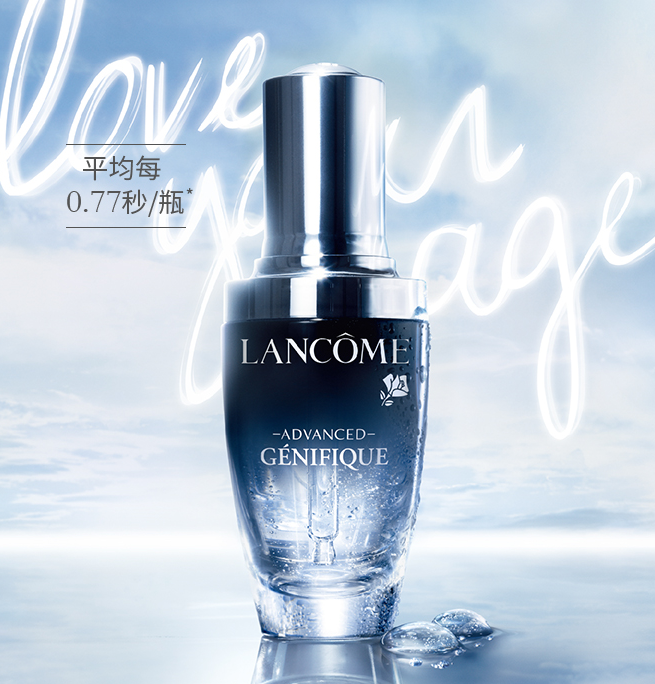 love
your age
平均每
0.77秒/瓶*
LANCÔME
-ADVANCED-
GÉNIFIQUE